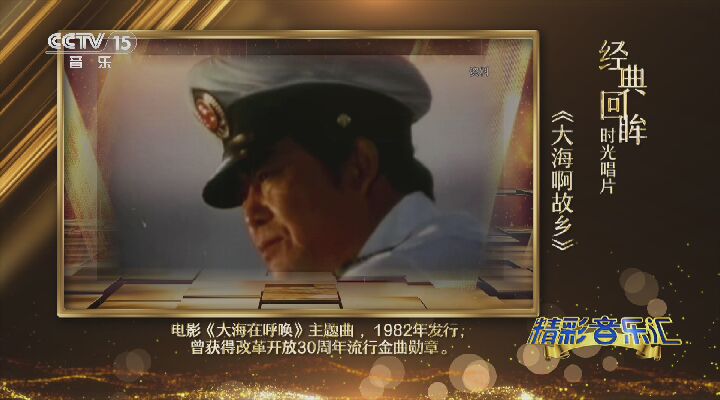 CCTV 15
音乐
资料
经典回眸
时光唱片
《大海啊故乡》
电影《大海在呼唤》主题曲，1982年发行；
曾获得改革开放30周年流行金曲勋章。
精彩音乐汇